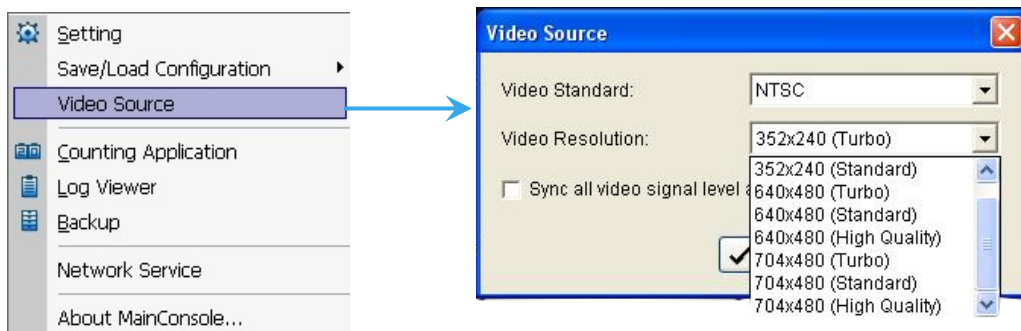 Setting
Save/Load Configuration
Video Source
Counting Application
Log Viewer
Backup
Network Service
About MainConsole...
Video Source
Video Standard:
NTSC
Video Resolution:
352x240 (Turbo)
352x240 (Standard)
Sync all video signal level
640x480 (Turbo)
640x480 (Standard)
640x480 (High Quality)
704x480 (Turbo)
704x480 (Standard)
704x480 (High Quality)